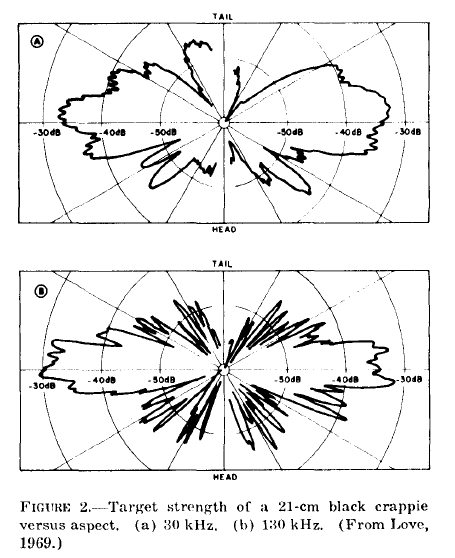 TAIL
A
-30dB -40dB -50dB -50dB -40dB -30dB
HEAD
TAIL
B
-30dB -40dB -50dB -50dB -40dB -30dB
HEAD
FIGURE 2.—Target strength of a 21-cm black crappie
versus aspect. (a) 30 kHz. (b) 130 kHz. (From Love,
1969.)